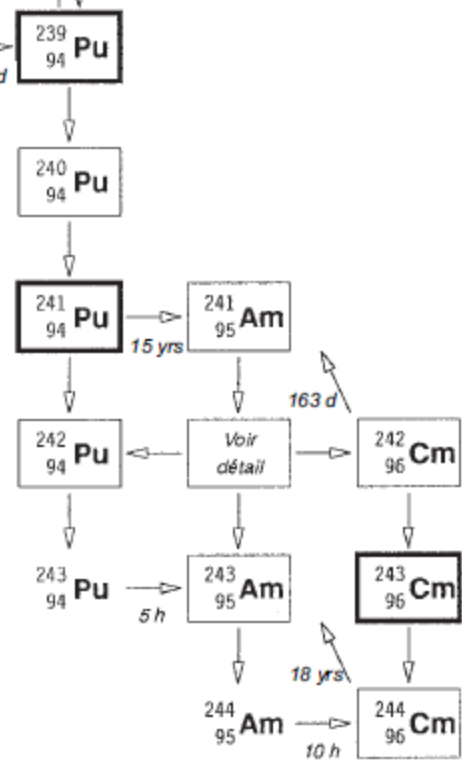 239 94 Pu
d
240 94 Pu
241 94 Pu
15 yrs
241 95 Am
163 d
242 94 Pu
Voir
détail
242 96 Cm
243 94 Pu
5 h
243 95 Am
243 96 Cm
18 yrs
244 95 Am
10 h
244 96 Cm